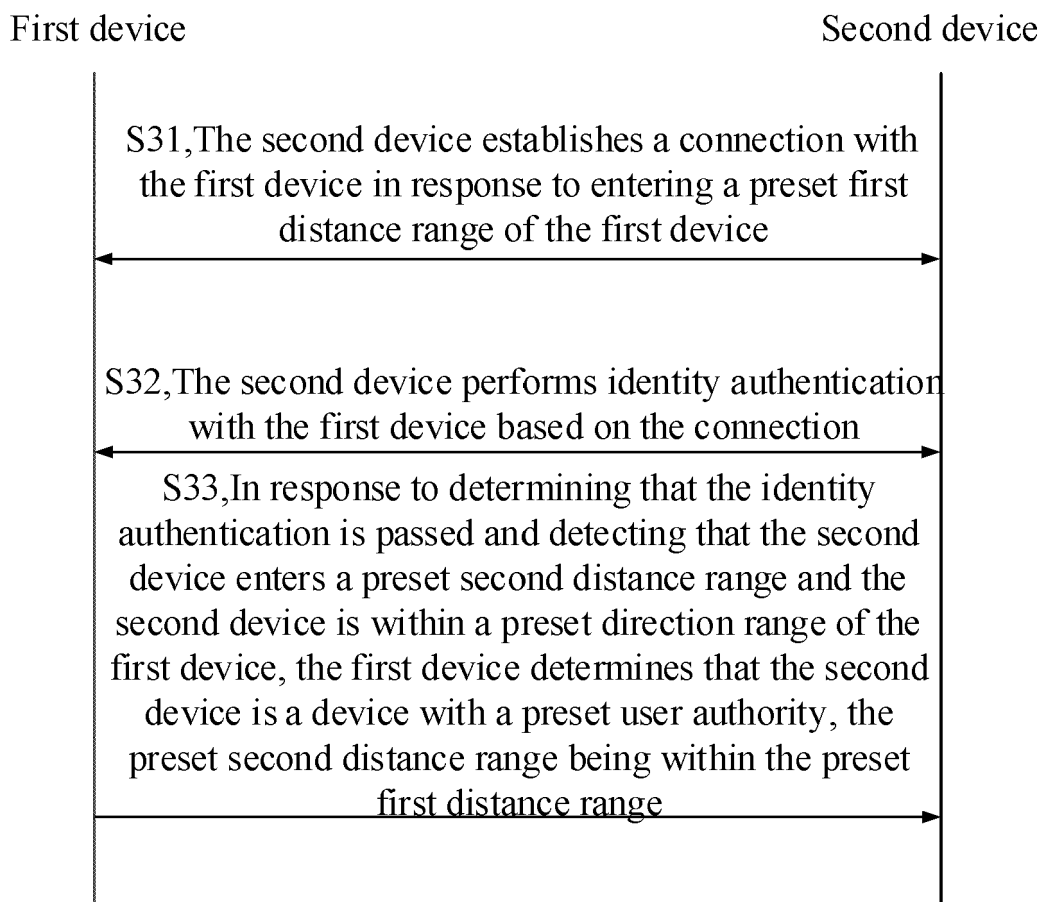 First device
Second device
S31,The second device establishes a connection with
the first device in response to entering a preset first
distance range of the first device
S32,The second device performs identity authentication
with the first device based on the connection
S33,In response to determining that the identity
authentication is passed and detecting that the second
device enters a preset second distance range and the
second device is within a preset direction range of the
first device, the first device determines that the second
device is a device with a preset user authority, the
preset second distance range being within the preset
first distance range